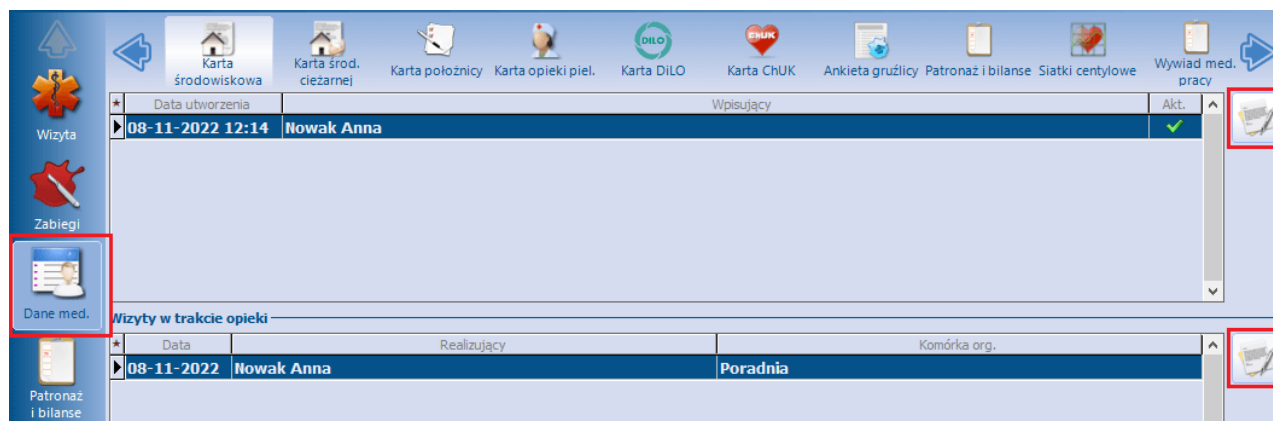 Karta
środowiskowa
Karta środ.
ciężarnej
Karta położnicy
Karta opieki piel.
DiLO
Karta DiLO
ChUK
Karta ChUK
Ankieta gruźlicy
Patronaż i bilanse
Siatki centylowe
Wywiad med.
pracy
Wizyta
Zabiegi
Dane med.
Patronaż
i bilanse
* Data utworzenia Wpisujący Akt.
08-11-2022 12:14 Nowak Anna
Wizyty w trakcie opieki
* Data Realizujący Komórka org.
08-11-2022 Nowak Anna Poradnia